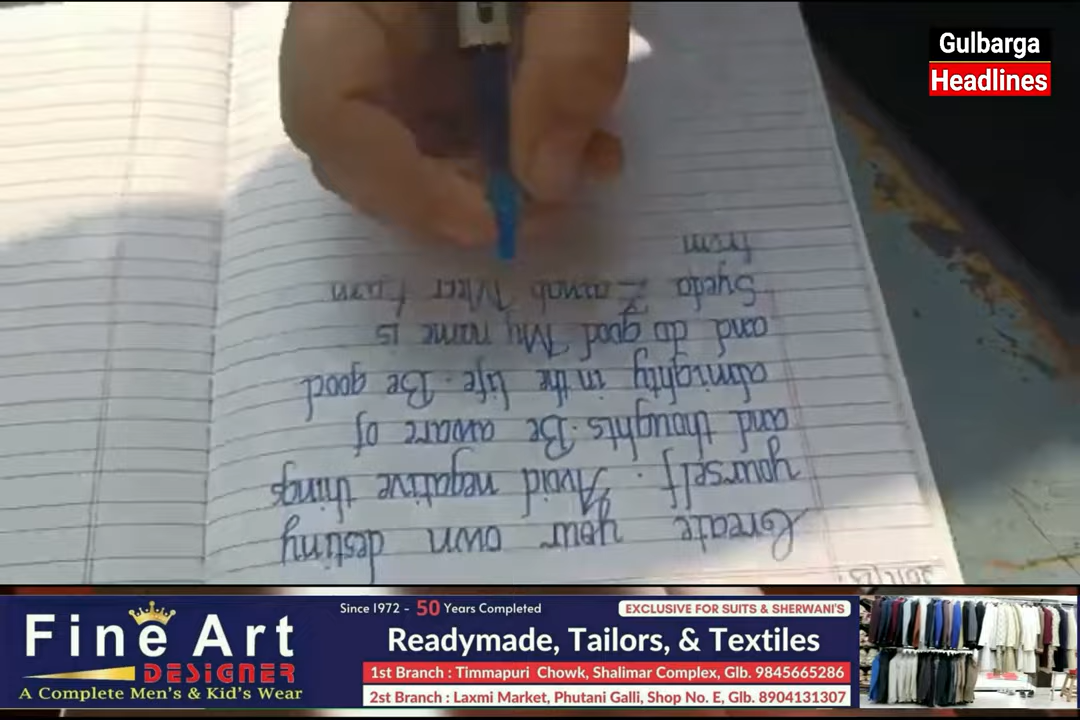 Gulbarga
Headlines
Create your own destiny
yourself. Avoid negative things
and thoughts. Be aware of
almighty in the life. Be good
and do good My name is
Syeda Zainab
from
Fine Art
DESIGNER
A Complete Men's & Kid's Wear
Since 1972 - 50 Years Completed
EXCLUSIVE FOR SUITS & SHERWANI'S
Readymade, Tailors, & Textiles
1st Branch : Timmapuri Chowk, Shalimar Complex, Glb. 9845665286
2st Branch : Laxmi Market, Phutani Galli, Shop No. E, Glb. 8904131307